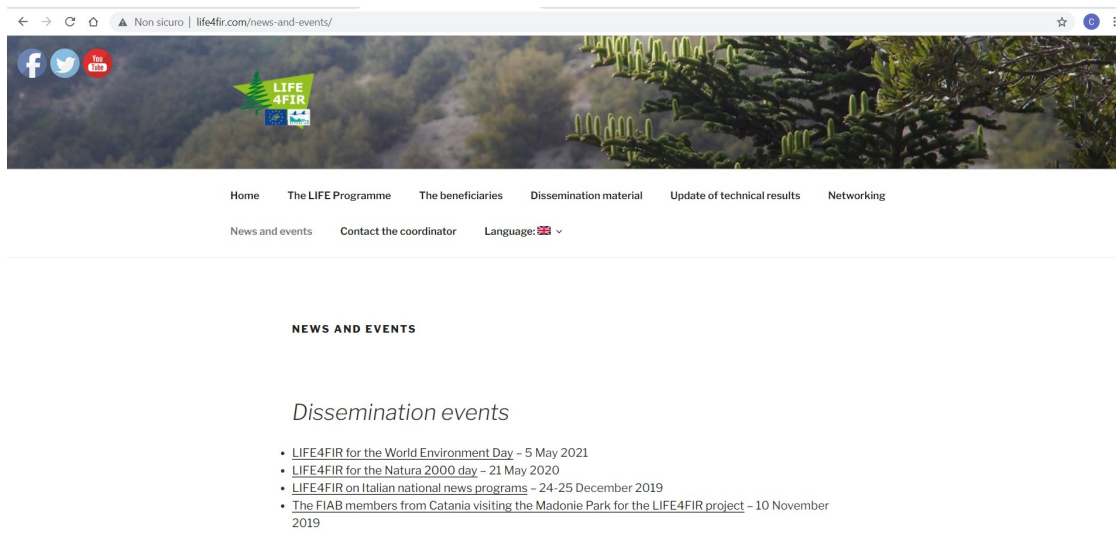 Non sicuro | life4fir.com/news-and-events/
C
f
You
Tube
LIFE
4FIR
Home The LIFE Programme The beneficiaries Dissemination material Update of technical results Networking
News and events Contact the coordinator Language:
NEWS AND EVENTS
Dissemination events
• LIFE4FIR for the World Environment Day – 5 May 2021
• LIFE4FIR for the Natura 2000 day – 21 May 2020
• LIFE4FIR on Italian national news programs – 24-25 December 2019
• The FIAB members from Catania visiting the Madonie Park for the LIFE4FIR project – 10 November
2019